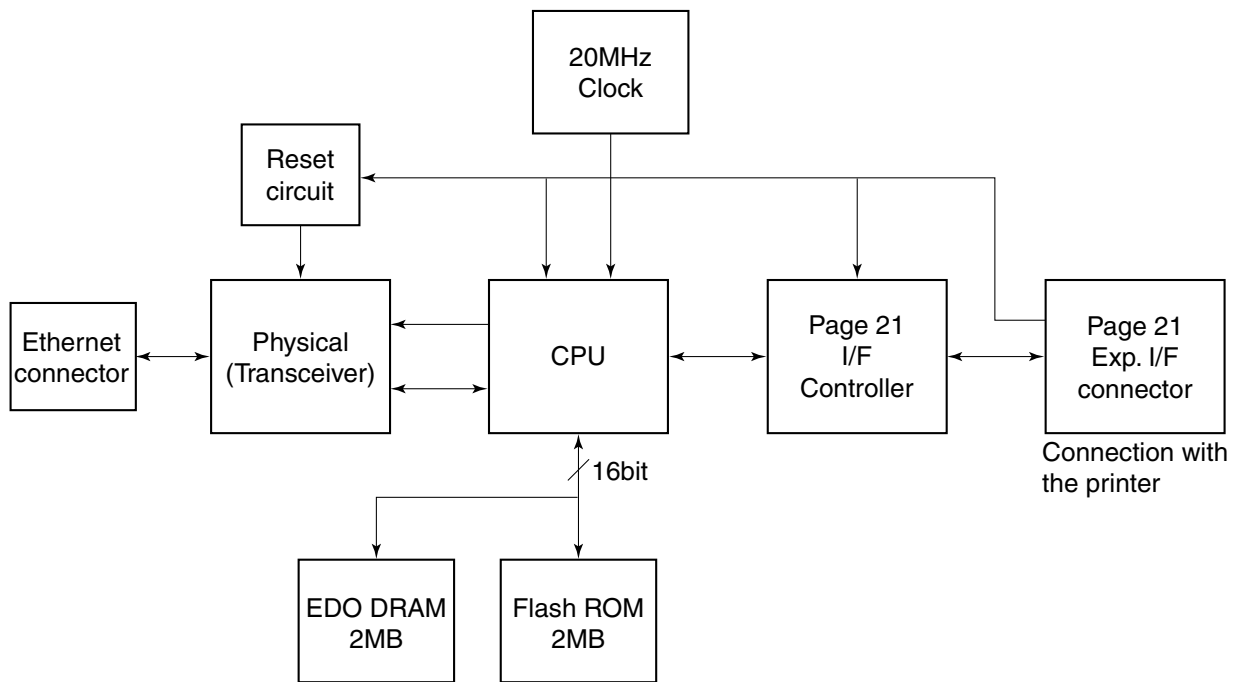 20MHz
Clock
Reset
circuit
Ethernet
connector
Physical
(Transceiver)
CPU
Page 21
I/F
Controller
Page 21
Exp. I/F
connector
Connection with
the printer
16bit
EDO DRAM
2MB
Flash ROM
2MB